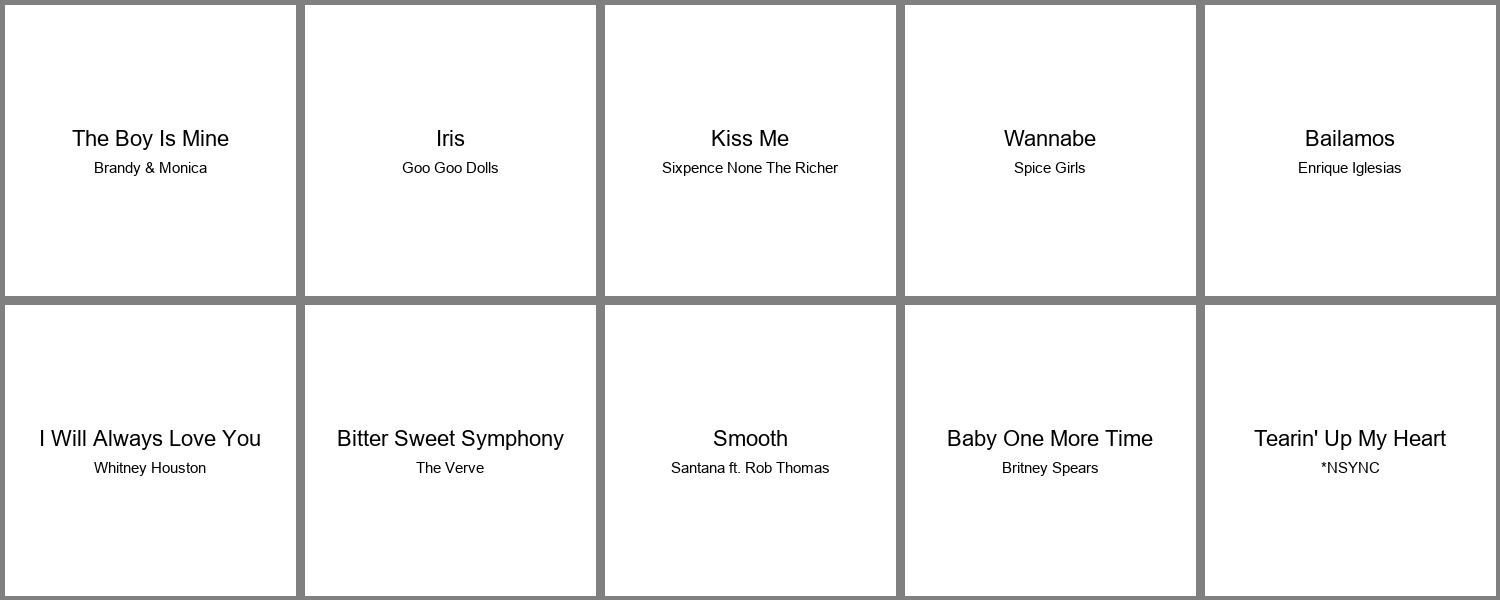 The Boy Is Mine
Brandy & Monica
Iris
Goo Goo Dolls
Kiss Me
Sixpence None The Richer
Wannabe
Spice Girls
Bailamos
Enrique Iglesias
I Will Always Love You
Whitney Houston
Bitter Sweet Symphony
The Verve
Smooth
Santana ft. Rob Thomas
Baby One More Time
Britney Spears
Tearin' Up My Heart
*NSYNC